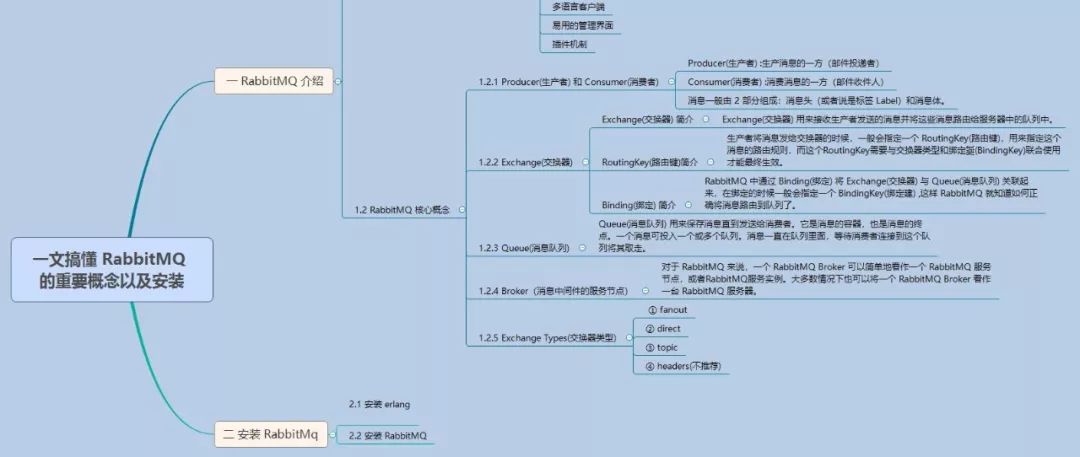 多语言客户端
易用的管理界面
插件机制
一 RabbitMQ 介绍
1.2 RabbitMQ 核心概念
1.2.1 Producer(生产者) 和 Consumer(消费者)
Producer(生产者) :生产消息的一方（邮件投递者）
Consumer(消费者) :消费消息的一方（邮件收件人）
消息一般由 2 部分组成：消息头（或者说是标签 Label）和消息体。
1.2.2 Exchange(交换器)
Exchange(交换器) 简介
Exchange(交换器) 用来接收生产者发送的消息并将这些消息路由给服务器中的队列中。
RoutingKey(路由键)简介
生产者将消息发给交换器的时候，一般会指定一个 RoutingKey(路由键)，用来指定这个
消息的路由规则，而这个RoutingKey需要与交换器类型和绑定键(BindingKey)联合使用
才能最终生效。
Binding(绑定) 简介
RabbitMQ 中通过 Binding(绑定) 将 Exchange(交换器) 与 Queue(消息队列) 关联起
来，在绑定的时候一般会指定一个 BindingKey(绑定建) ,这样 RabbitMQ 就知道如何正
确将消息路由到队列了。
1.2.3 Queue(消息队列)
Queue(消息队列) 用来保存消息直到发送给消费者。它是消息的容器，也是消息的终
点。一个消息可投入一个或多个队列。消息一直在队列里面，等待消费者连接到这个队
列将其取走。
1.2.4 Broker（消息中间件的服务节点）
对于 RabbitMQ 来说，一个 RabbitMQ Broker 可以简单地看作一个 RabbitMQ 服务
节点，或者RabbitMQ服务实例。大多数情况下也可以将一个 RabbitMQ Broker 看作
一台 RabbitMQ 服务器。
1.2.5 Exchange Types(交换器类型)
① fanout
② direct
③ topic
④ headers(不推荐)
一文搞懂 RabbitMQ
的重要概念以及安装
二 安装 RabbitMq
2.1 安装 erlang
2.2 安装 RabbitMQ